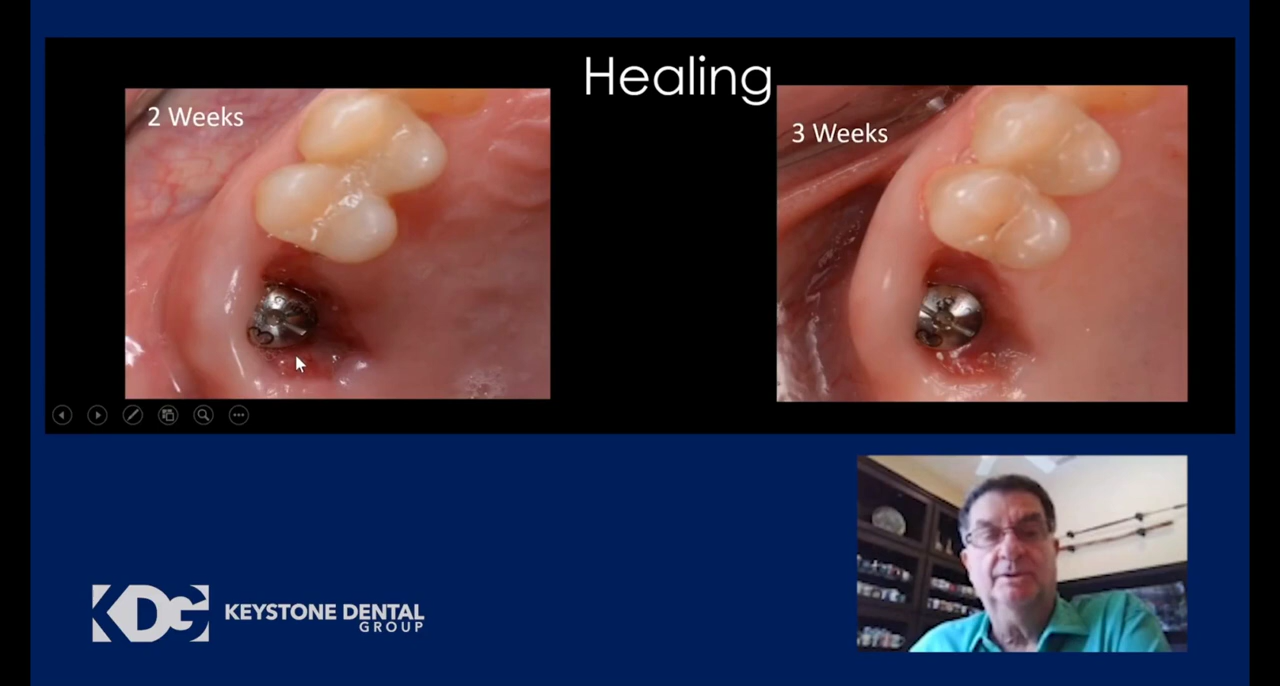 Healing
2 Weeks
3 Weeks
KDG
KEYSTONE DENTAL
GROUP